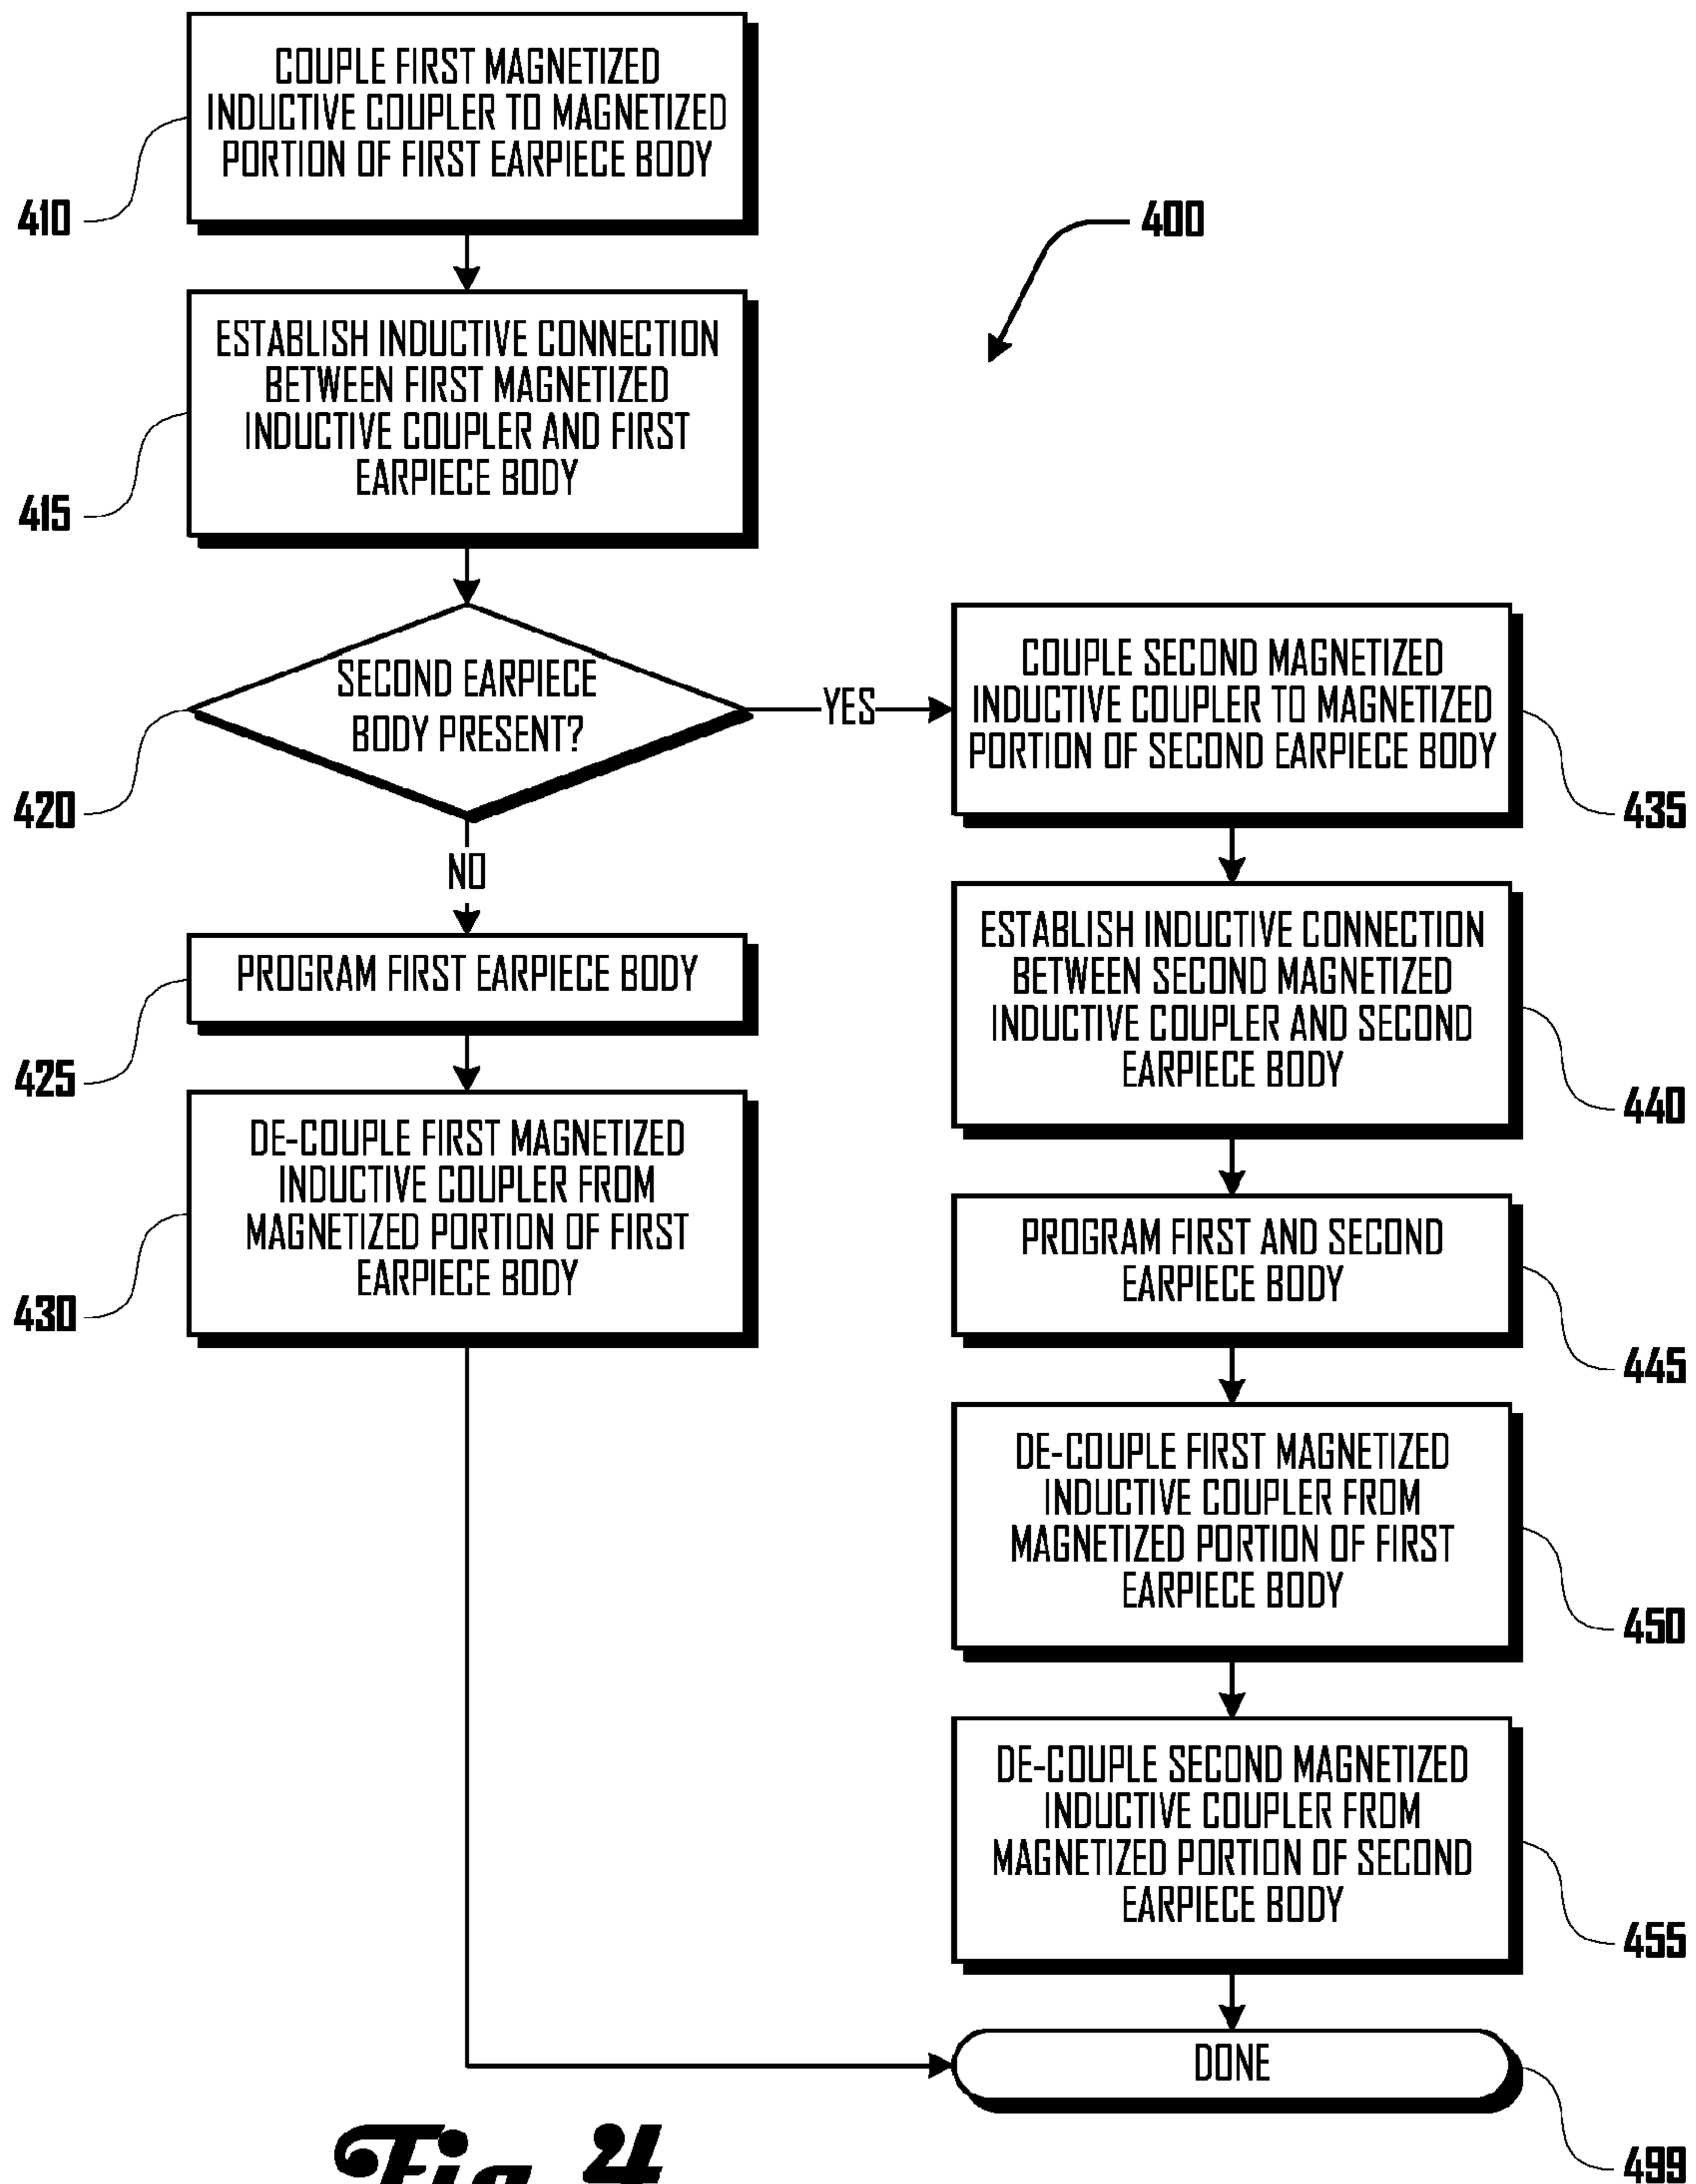 COUPLE FIRST MAGNETIZED
INDUCTIVE COUPLER TO MAGNETIZED
PORTION OF FIRST EARPIECE BODY
410
400
ESTABLISH INDUCTIVE CONNECTION
BETWEEN FIRST MAGNETIZED
INDUCTIVE COUPLER AND FIRST
EARPIECE BODY
415
SECOND EARPIECE
BODY PRESENT?
420
YES
NO
PROGRAM FIRST EARPIECE BODY
425
DE-COUPLE FIRST MAGNETIZED
INDUCTIVE COUPLER FROM
MAGNETIZED PORTION OF FIRST
EARPIECE BODY
430
COUPLE SECOND MAGNETIZED
INDUCTIVE COUPLER TO MAGNETIZED
PORTION OF SECOND EARPIECE BODY
435
ESTABLISH INDUCTIVE CONNECTION
BETWEEN SECOND MAGNETIZED
INDUCTIVE COUPLER AND SECOND
EARPIECE BODY
440
PROGRAM FIRST AND SECOND
EARPIECE BODY
445
DE-COUPLE FIRST MAGNETIZED
INDUCTIVE COUPLER FROM
MAGNETIZED PORTION OF FIRST
EARPIECE BODY
450
DE-COUPLE SECOND MAGNETIZED
INDUCTIVE COUPLER FROM
MAGNETIZED PORTION OF SECOND
EARPIECE BODY
455
DONE
499
Fig. 4